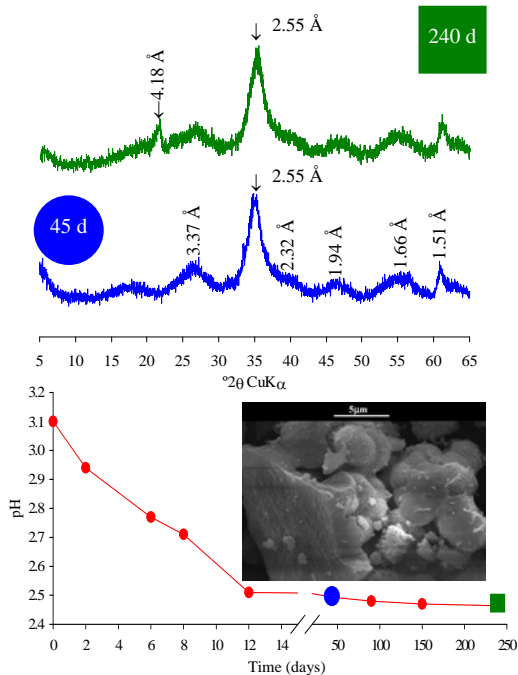 2.55 Å
240 d
4.18 Å
2.55 Å
45 d
3.37 Å
2.32 Å
1.94 Å
1.66 Å
1.51 Å
5 10 15 20 25 30 35 40 45 50 55 60 65
°2θ CuKα
3.2
3.1
3.0
2.9
2.8
2.7
2.6
2.5
2.4
pH
5µm
0 2 4 6 8 10 12 14 50 100 150 200 250
Time (days)